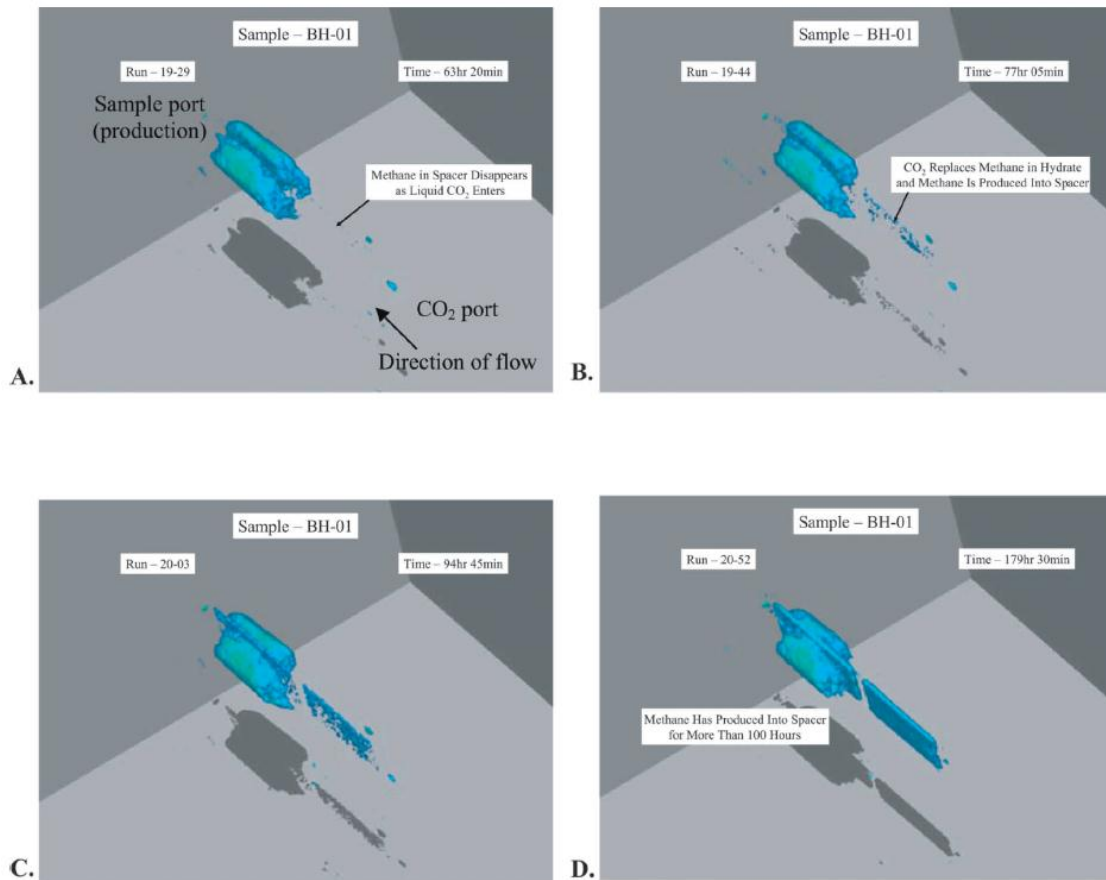 Sample – BH-01
Run – 19-29
Time – 63hr 20min
Sample port
(production)
Methane in Spacer Disappears
as Liquid CO₂ Enters
CO₂ port
Direction of flow
A.
Sample – BH-01
Run – 19-44
Time – 77hr 05min
CO₂ Replaces Methane in Hydrate
and Methane Is Produced Into Spacer
B.
Sample – BH-01
Run – 20-03
Time – 94hr 45min
C.
Sample – BH-01
Run – 20-52
Time – 179hr 30min
Methane Has Produced Into Spacer
for More Than 100 Hours
D.